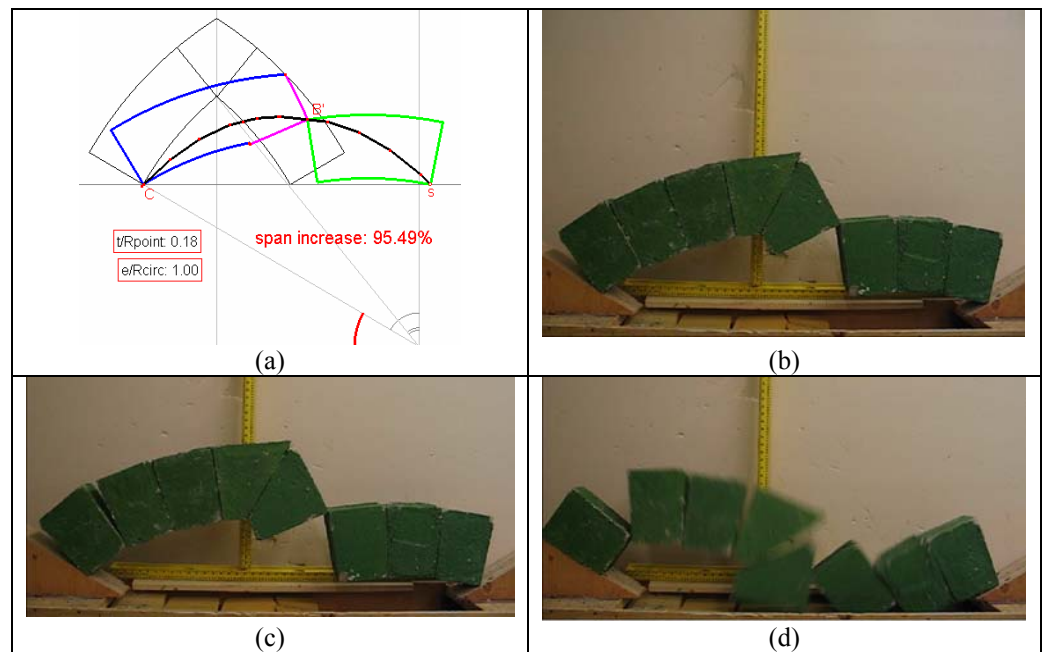 B'
C
s
t/Rpoint: 0.18
span increase: 95.49%
e/Rcirc: 1.00
(a)
(b)
(c)
(d)